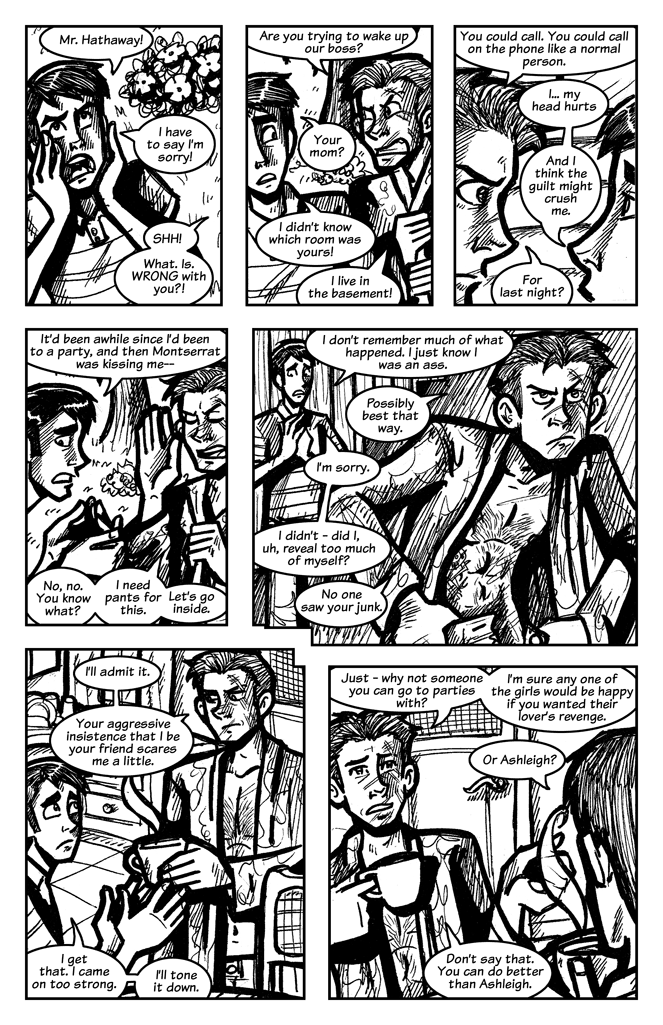 Mr. Hathaway!
I have
to say I'm
sorry!
SHH!
What. Is.
WRONG with
you?!
Are you trying to wake up
our boss?
Your
mom?
I didn't know
which room was
yours!
I live in
the basement!
You could call. You could call
on the phone like a normal
person.
I... my
head hurts
And I
think the
guilt might
crush
me.
For
last night?
It'd been awhile since I'd been
to a party, and then Montserrat
was kissing me--
No, no.
You know
what?
I need
pants for
this.
Let's go
inside.
I don't remember much of what
happened. I just know I
was an ass.
Possibly
best that
way.
I'm sorry.
I didn't - did I,
uh, reveal too much
of myself?
No one
saw your junk.
I'll admit it.
Your aggressive
insistence that I be
your friend scares
me a little.
I get
that. I came
on too strong.
I'll tone
it down.
Just - why not someone
you can go to parties
with?
I'm sure any one of
the girls would be happy
if you wanted their
lover's revenge.
Or Ashleigh?
Don't say that.
You can do better
than Ashleigh.